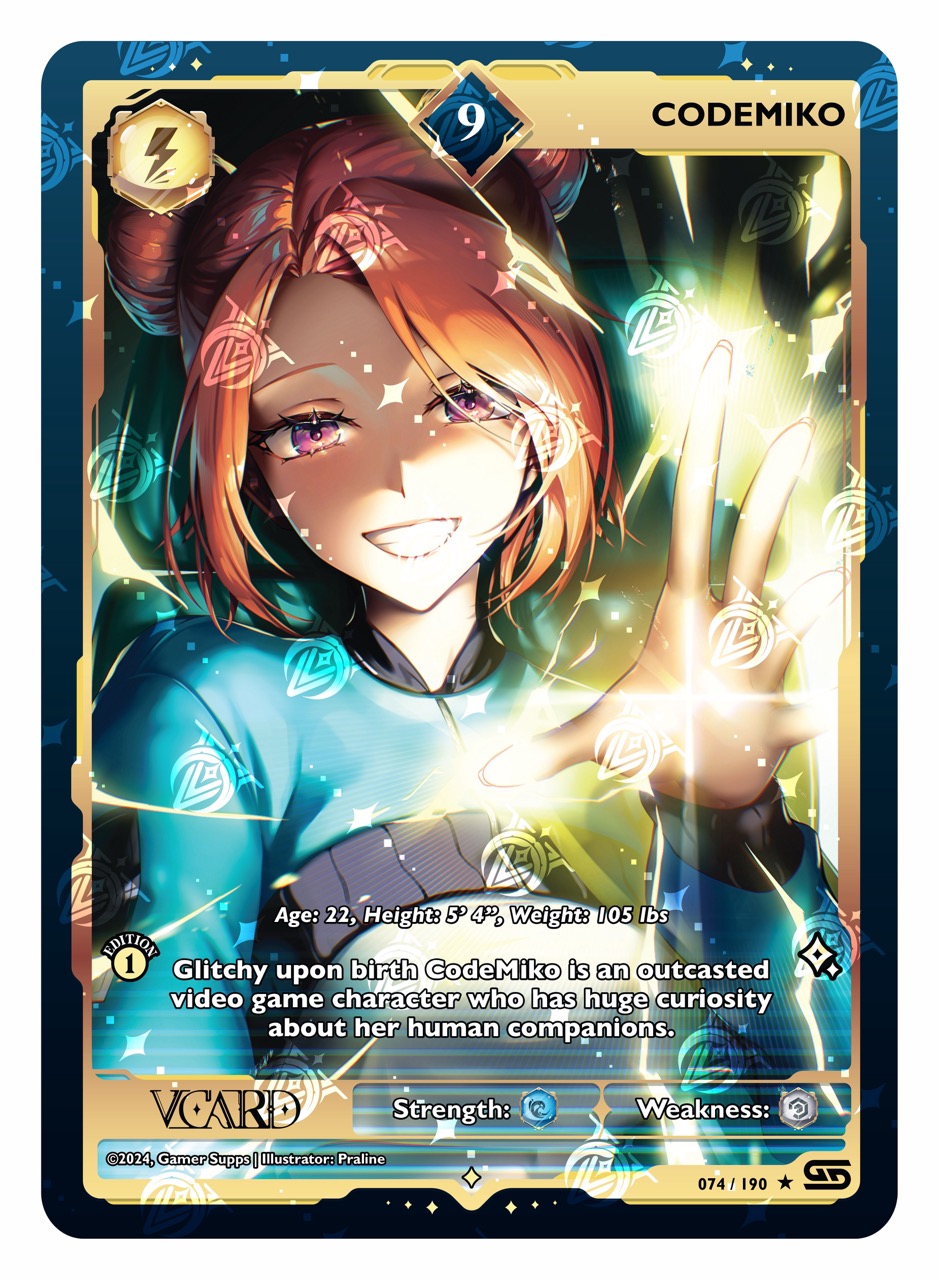 9
CODEMIKO
Age: 22, Height: 5' 4", Weight: 105 lbs
EDITION
1
Glitchy upon birth CodeMiko is an outcasted
video game character who has huge curiosity
about her human companions.
VCARD
Strength:
Weakness:
©2024, Gamer Supps | Illustrator: Praline
074 / 190 ★